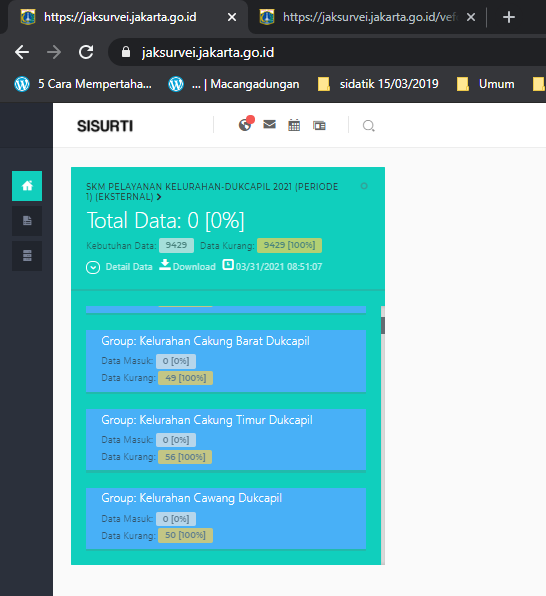 https://jaksurvei.jakarta.go.id
https://jaksurvei.jakarta.go.id/
jaksurvei.jakarta.go.id
5 Cara Mempertaha... ... | Macangadungan sidatik 15/03/2019 Umum
SISURTI
SKM PELAYANAN KELURAHAN-DUKCAPIL 2021 (PERIODE
1) (EKSTERNAL)
Total Data: 0 [0%]
Kebutuhan Data: 9429 Data Kurang: 9429 [100%]
Detail Data Download 03/31/2021 08:51:07
Group: Kelurahan Cakung Barat Dukcapil
Data Masuk: 0 [0%]
Data Kurang: 49 [100%]
Group: Kelurahan Cakung Timur Dukcapil
Data Masuk: 0 [0%]
Data Kurang: 56 [100%]
Group: Kelurahan Cawang Dukcapil
Data Masuk: 0 [0%]
Data Kurang: 50 [100%]